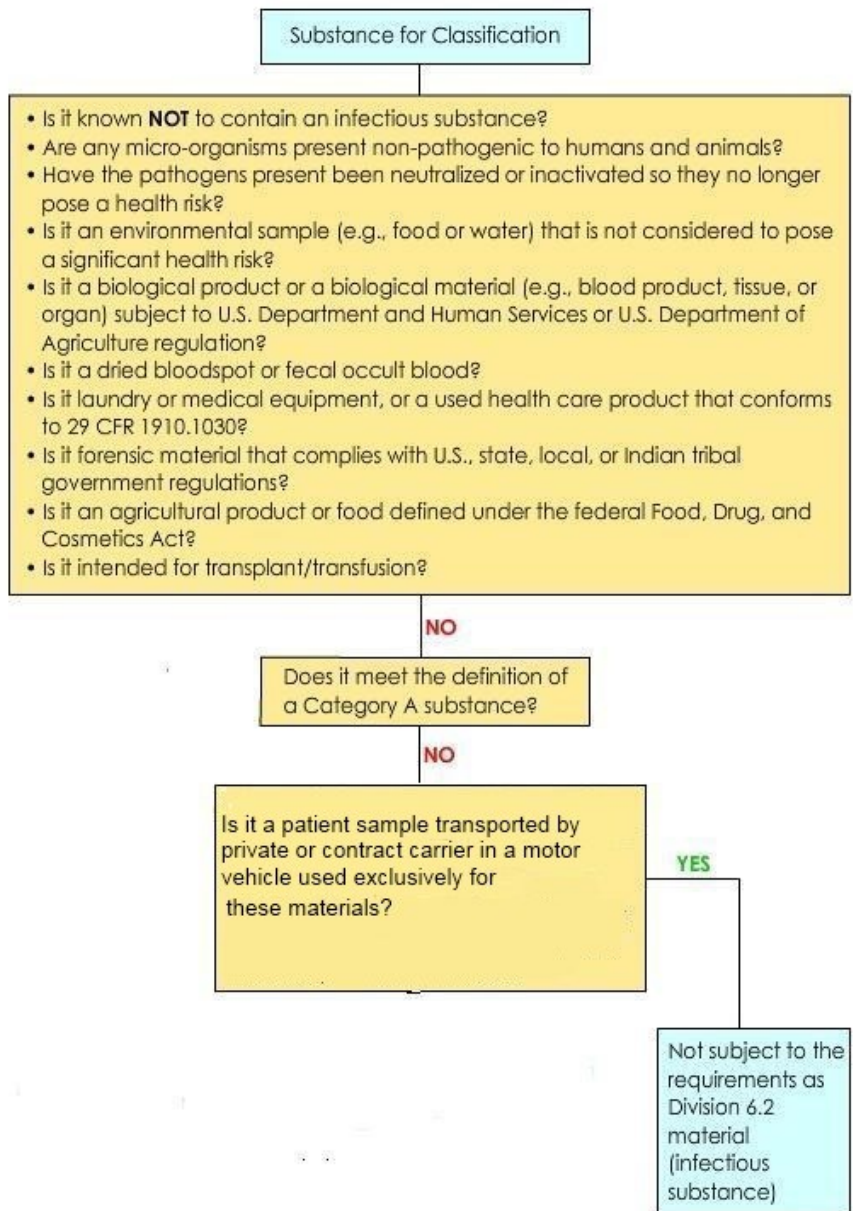 Substance for Classification
• Is it known NOT to contain an infectious substance?
• Are any micro-organisms present non-pathogenic to humans and animals?
• Have the pathogens present been neutralized or inactivated so they no longer
pose a health risk?
• Is it an environmental sample (e.g., food or water) that is not considered to pose
a significant health risk?
• Is it a biological product or a biological material (e.g., blood product, tissue, or
organ) subject to U.S. Department and Human Services or U.S. Department of
Agriculture regulation?
• Is it a dried bloodspot or fecal occult blood?
• Is it laundry or medical equipment, or a used health care product that conforms
to 29 CFR 1910.1030?
• Is it forensic material that complies with U.S., state, local, or Indian tribal
government regulations?
• Is it an agricultural product or food defined under the federal Food, Drug, and
Cosmetics Act?
• Is it intended for transplant/transfusion?
NO
Does it meet the definition of
a Category A substance?
NO
Is it a patient sample transported by
private or contract carrier in a motor
vehicle used exclusively for
these materials?
YES
Not subject to the
requirements as
Division 6.2
material
(infectious
substance)